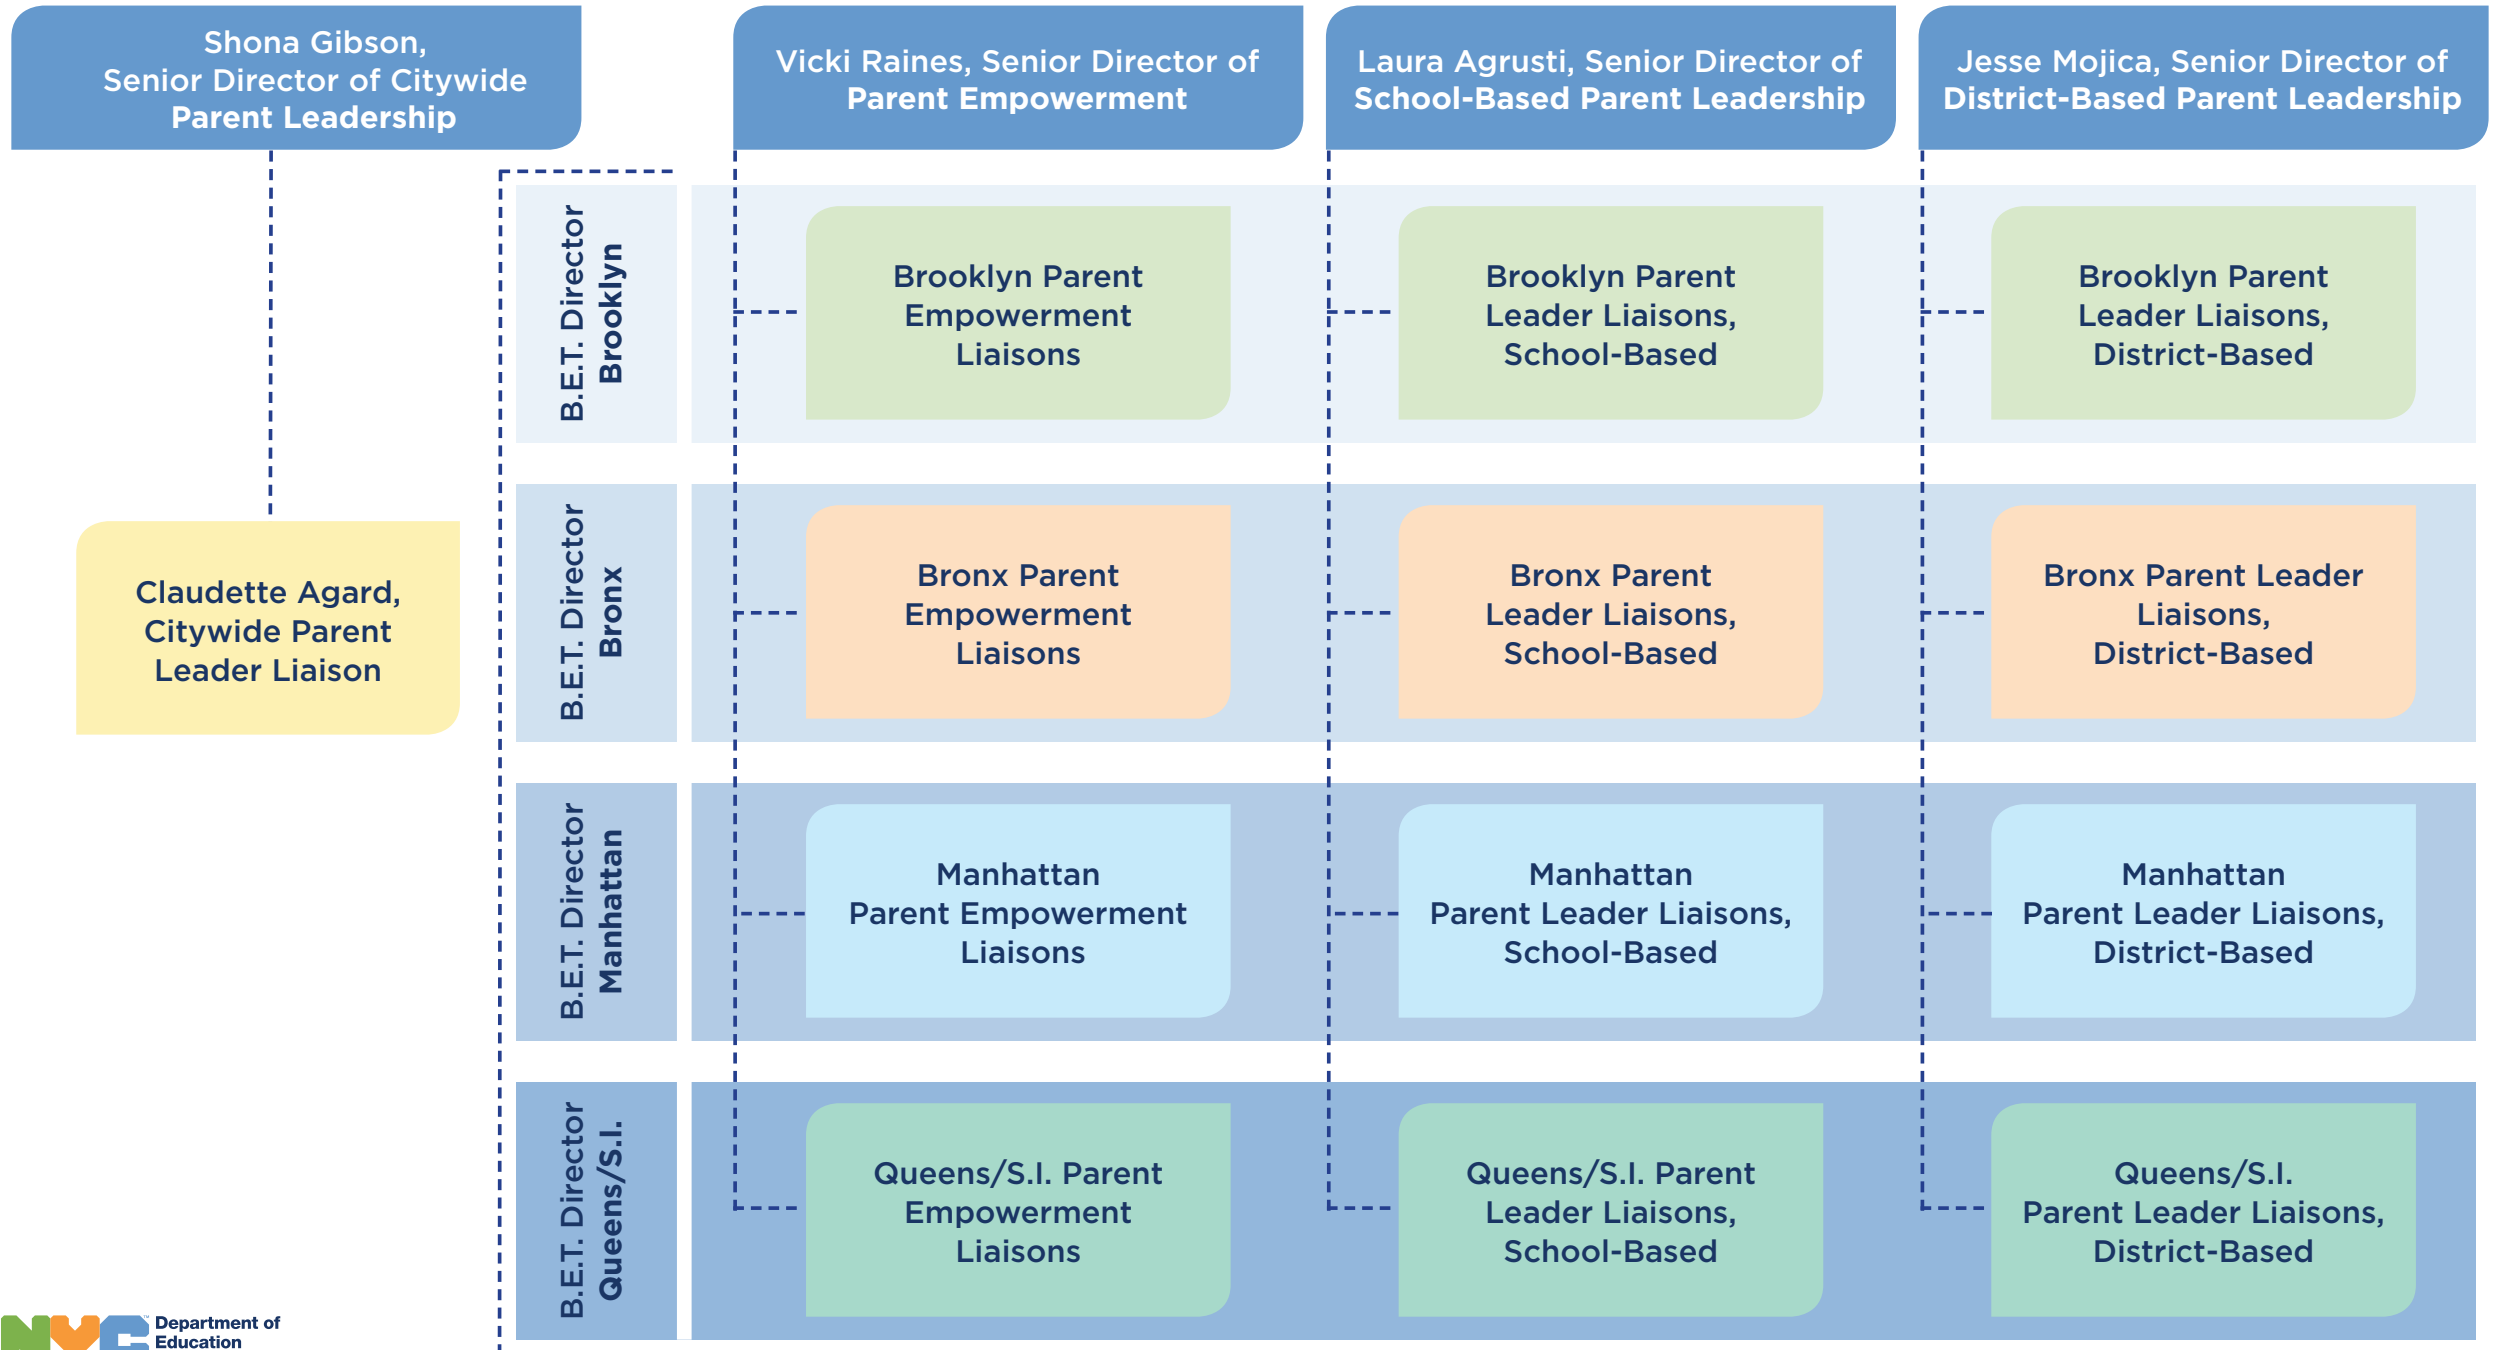 Shona Gibson,
Senior Director of Citywide
Parent Leadership
Vicki Raines, Senior Director of
Parent Empowerment
Laura Agrusti, Senior Director of
School-Based Parent Leadership
Jesse Mojica, Senior Director of
District-Based Parent Leadership
Claudette Agard,
Citywide Parent
Leader Liaison
B.E.T. Director
Brooklyn
Brooklyn Parent
Empowerment
Liaisons
Brooklyn Parent
Leader Liaisons,
School-Based
Brooklyn Parent
Leader Liaisons,
District-Based
B.E.T. Director
Bronx
Bronx Parent
Empowerment
Liaisons
Bronx Parent
Leader Liaisons,
School-Based
Bronx Parent Leader
Liaisons,
District-Based
B.E.T. Director
Manhattan
Manhattan
Parent Empowerment
Liaisons
Manhattan
Parent Leader Liaisons,
School-Based
Manhattan
Parent Leader Liaisons,
District-Based
B.E.T. Director
Queens/S.I.
Queens/S.I. Parent
Empowerment
Liaisons
Queens/S.I. Parent
Leader Liaisons,
School-Based
Queens/S.I.
Parent Leader Liaisons,
District-Based
NYC
Department of
Education